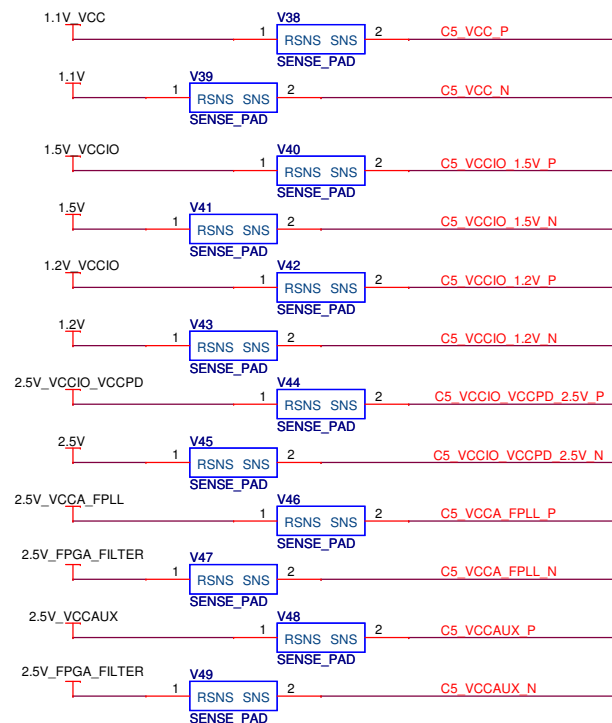 1.1V_VCC
V38
1 RSNS SNS 2 C5_VCC_P
SENSE_PAD
1.1V
V39
1 RSNS SNS 2 C5_VCC_N
SENSE_PAD
1.5V_VCCIO
V40
1 RSNS SNS 2 C5_VCCIO_1.5V_P
SENSE_PAD
1.5V
V41
1 RSNS SNS 2 C5_VCCIO_1.5V_N
SENSE_PAD
1.2V_VCCIO
V42
1 RSNS SNS 2 C5_VCCIO_1.2V_P
SENSE_PAD
1.2V
V43
1 RSNS SNS 2 C5_VCCIO_1.2V_N
SENSE_PAD
2.5V_VCCIO_VCCPD
V44
1 RSNS SNS 2 C5_VCCIO_VCCPD_2.5V_P
SENSE_PAD
2.5V
V45
1 RSNS SNS 2 C5_VCCIO_VCCPD_2.5V_N
SENSE_PAD
2.5V_VCCA_FPLL
V46
1 RSNS SNS 2 C5_VCCA_FPLL_P
SENSE_PAD
2.5V_FPGA_FILTER
V47
1 RSNS SNS 2 C5_VCCA_FPLL_N
SENSE_PAD
2.5V_VCCAUX
V48
1 RSNS SNS 2 C5_VCCAUX_P
SENSE_PAD
2.5V_FPGA_FILTER
V49
1 RSNS SNS 2 C5_VCCAUX_N
SENSE_PAD